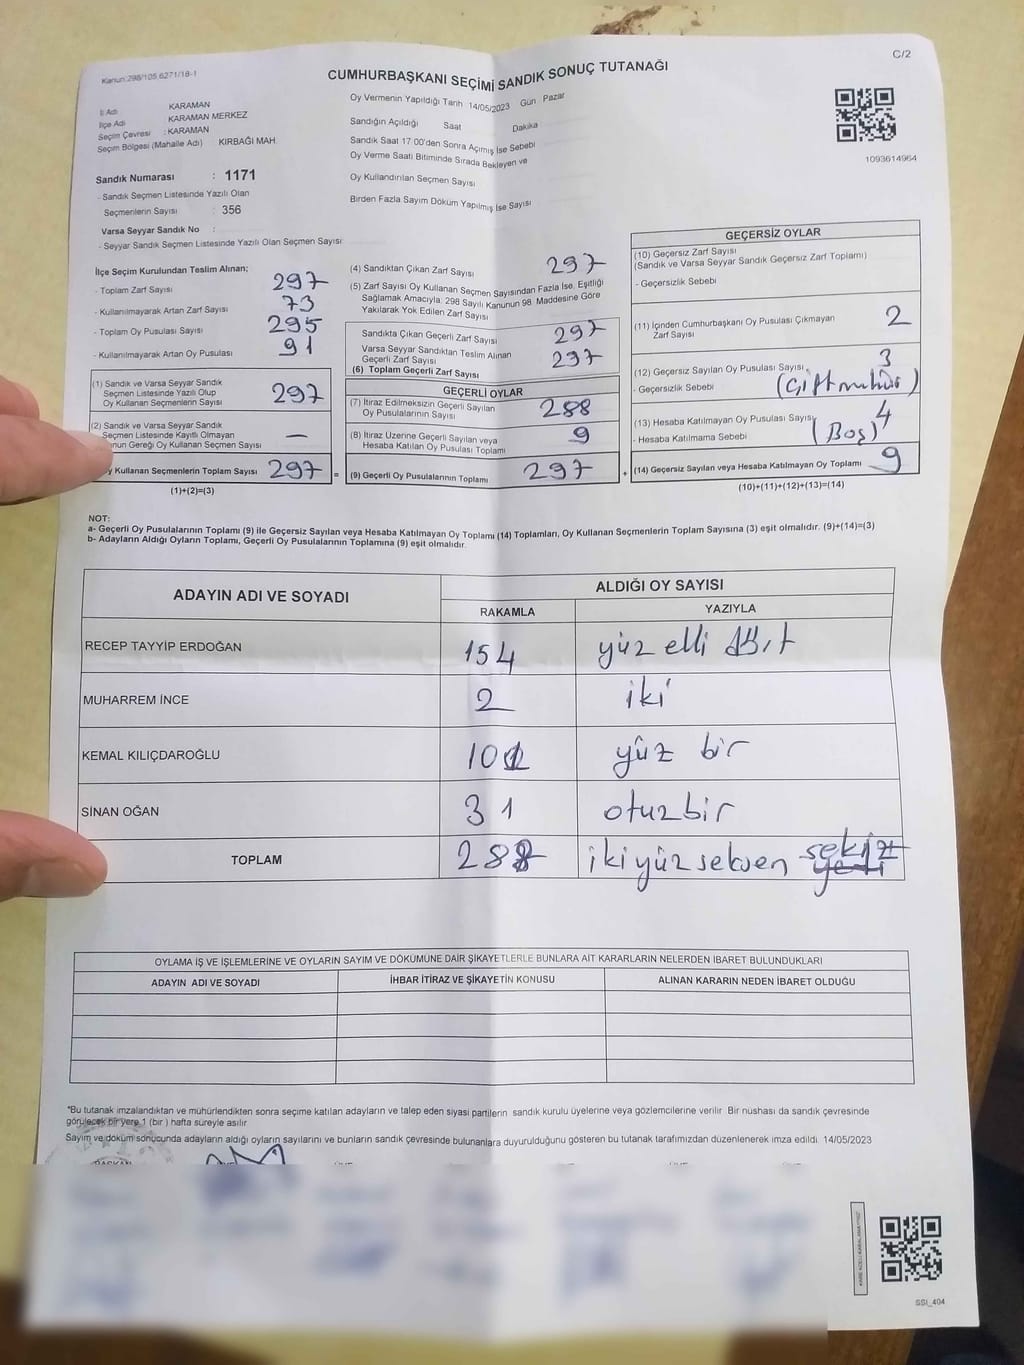 Kanun:298/105,6271/18-1
C/2
CUMHURBAŞKANI SEÇİMİ SANDIK SONUÇ TUTANAĞI
İl Adı KARAMAN
İlçe Adı KARAMAN MERKEZ
Seçim Çevresi : KARAMAN
Seçim Bölgesi (Mahalle Adı) KIRBAĞI MAH.
Oy Vermenin Yapıldığı Tarih 14/05/2023 Gün Pazar
Sandığın Açıldığı Saat Dakika
Sandık Saat 17.00'den Sonra Açılmış İse Sebebi
Oy Verme Saati Bitiminde Sırada Bekleyen ve
Oy Kullandırılan Seçmen Sayısı
Birden Fazla Sayım Döküm Yapılmış İse Sayısı
1093614964
Sandık Numarası : 1171
- Sandık Seçmen Listesinde Yazılı Olan
Seçmenlerin Sayısı : 356
Varsa Seyyar Sandık No :
- Seyyar Sandık Seçmen Listesinde Yazılı Olan Seçmen Sayısı:
İlçe Seçim Kurulundan Teslim Alınan;
- Toplam Zarf Sayısı 297
- Kullanılmayarak Artan Zarf Sayısı 73
- Toplam Oy Pusulası Sayısı 295
- Kullanılmayarak Artan Oy Pusulası 91
(1) Sandık ve Varsa Seyyar Sandık
Seçmen Listesinde Yazılı Olup
Oy Kullanan Seçmenlerin Sayısı 297
(2) Sandık ve Varsa Seyyar Sandık
Seçmen Listesinde Kayıtlı Olmayan
Gereği Oy Kullanan Seçmen Sayısı —
Kullanan Seçmenlerin Toplam Sayısı 297 =
(1)+(2)=(3)
(4) Sandıktan Çıkan Zarf Sayısı 297
(5) Zarf Sayısı Oy Kullanan Seçmen Sayısından Fazla İse, Eşitliği
Sağlamak Amacıyla, 298 Sayılı Kanunun 98. Maddesine Göre
Yakılarak Yok Edilen Zarf Sayısı
Sandıkta Çıkan Geçerli Zarf Sayısı 297
Varsa Seyyar Sandıktan Teslim Alınan
Geçerli Zarf Sayısı
(6) Toplam Geçerli Zarf Sayısı 297
GEÇERLİ OYLAR
(7) İtiraz Edilmeksizin Geçerli Sayılan
Oy Pusulalarının Sayısı 288
(8) İtiraz Üzerine Geçerli Sayılan veya
Hesaba Katılan Oy Pusulası Toplamı 9
(9) Geçerli Oy Pusulalarının Toplamı 297 +
GEÇERSİZ OYLAR
(10) Geçersiz Zarf Sayısı
(Sandık ve Varsa Seyyar Sandık Geçersiz Zarf Toplamı)
- Geçersizlik Sebebi
(11) İçinden Cumhurbaşkanı Oy Pusulası Çıkmayan
Zarf Sayısı 2
(12) Geçersiz Sayılan Oy Pusulası Sayısı 3
- Geçersizlik Sebebi (Çift mühür)
(13) Hesaba Katılmayan Oy Pusulası Sayısı 4
- Hesaba Katılmama Sebebi (Boş)
(14) Geçersiz Sayılan veya Hesaba Katılmayan Oy Toplamı 9
(10)+(11)+(12)+(13)=(14)
NOT:
a- Geçerli Oy Pusulalarının Toplamı (9) ile Geçersiz Sayılan veya Hesaba Katılmayan Oy Toplamı (14) Toplamları, Oy Kullanan Seçmenlerin Toplam Sayısına (3) eşit olmalıdır. (9)+(14)=(3)
b- Adayların Aldığı Oyların Toplamı, Geçerli Oy Pusulalarının Toplamına (9) eşit olmalıdır.
ADAYIN ADI VE SOYADI ALDIĞI OY SAYISI
RAKAMLA YAZIYLA
RECEP TAYYİP ERDOĞAN 154 yüz elli dört
MUHARREM İNCE 2 iki
KEMAL KILIÇDAROĞLU 101 yüz bir
SİNAN OĞAN 31 otuzbir
TOPLAM 288 ikiyüz seksen sekiz yedi
OYLAMA İŞ VE İŞLEMLERİNE VE OYLARIN SAYIM VE DÖKÜMÜNE DAİR ŞİKAYETLERLE BUNLARA AİT KARARLARIN NELERDEN İBARET BULUNDUKLARI
ADAYIN ADI VE SOYADI İHBAR İTİRAZ VE ŞİKAYETİN KONUSU ALINAN KARARIN NEDEN İBARET OLDUĞU
*Bu tutanak imzalandıktan ve mühürlendikten sonra seçime katılan adayların ve talep eden siyasi partilerin sandık kurulu üyelerine veya gözlemcilerine verilir. Bir nüshası da sandık çevresinde
görülecek bir yere 1 (bir ) hafta süreyle asılır.
Sayım ve döküm sonucunda adayların aldığı oyların sayılarını ve bunların sandık çevresinde bulunanlara duyurulduğunu gösteren bu tutanak tarafımızdan düzenlenerek imza edildi. 14/05/2023
BAŞKAN
SSI_404